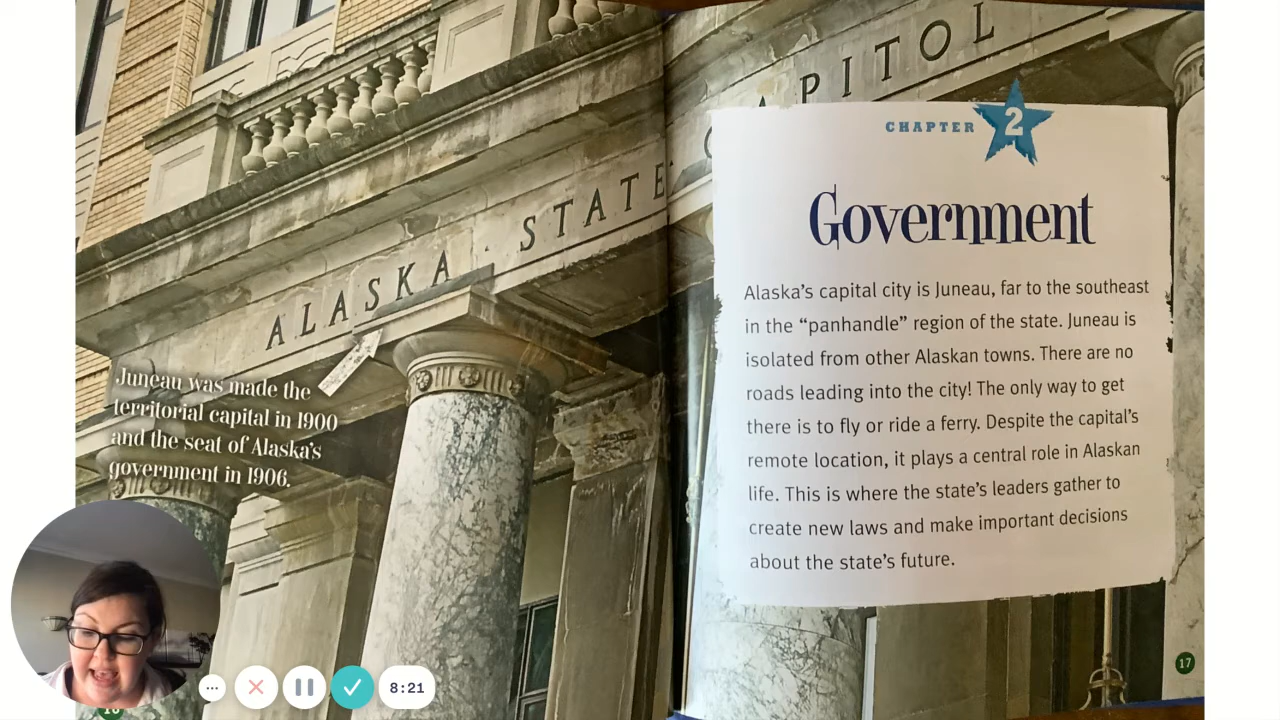 ALASKA STATE CAPITOL
CHAPTER 2
Government
Alaska's capital city is Juneau, far to the southeast
in the “panhandle” region of the state. Juneau is
isolated from other Alaskan towns. There are no
roads leading into the city! The only way to get
there is to fly or ride a ferry. Despite the capital's
remote location, it plays a central role in Alaskan
life. This is where the state's leaders gather to
create new laws and make important decisions
about the state's future.
Juneau was made the
territorial capital in 1900
and the seat of Alaska's
government in 1906.
8:21
17